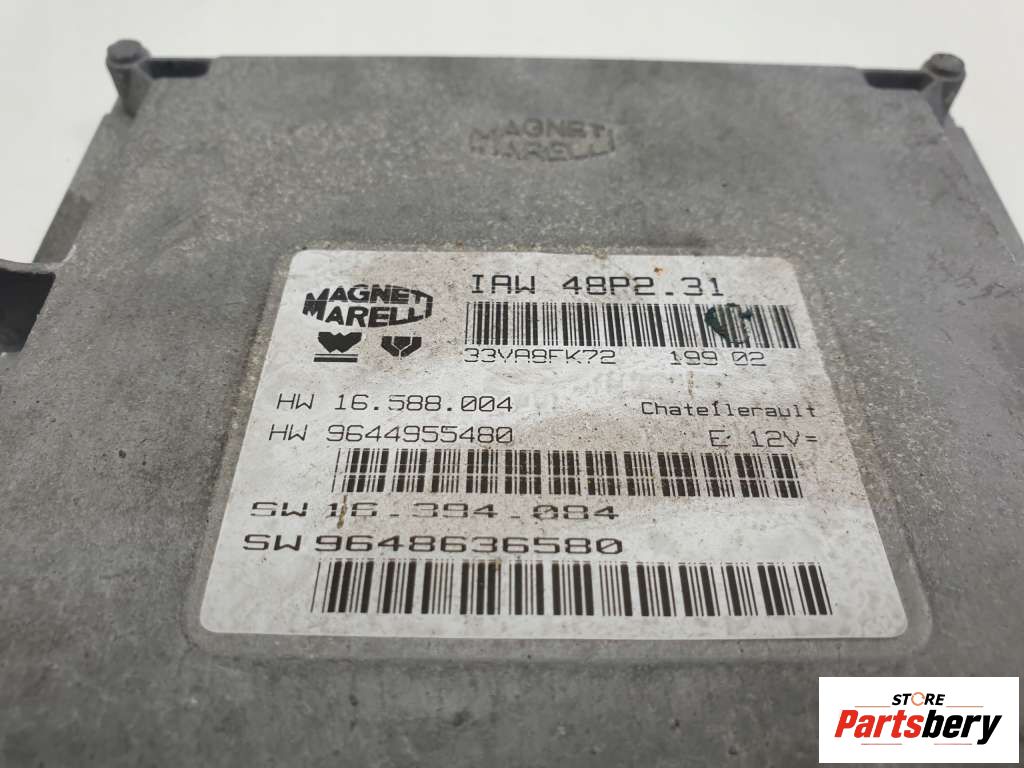 MAGNETI
MARELLI
MAGNETI
MARELLI
IAW 48P2.31
33YA8FK72 199 02
HW 16.588.004 Chatellerault
HW 9644955480 E 12V=
SW 16.394.084
SW 9648636580
STORE
Partsbery